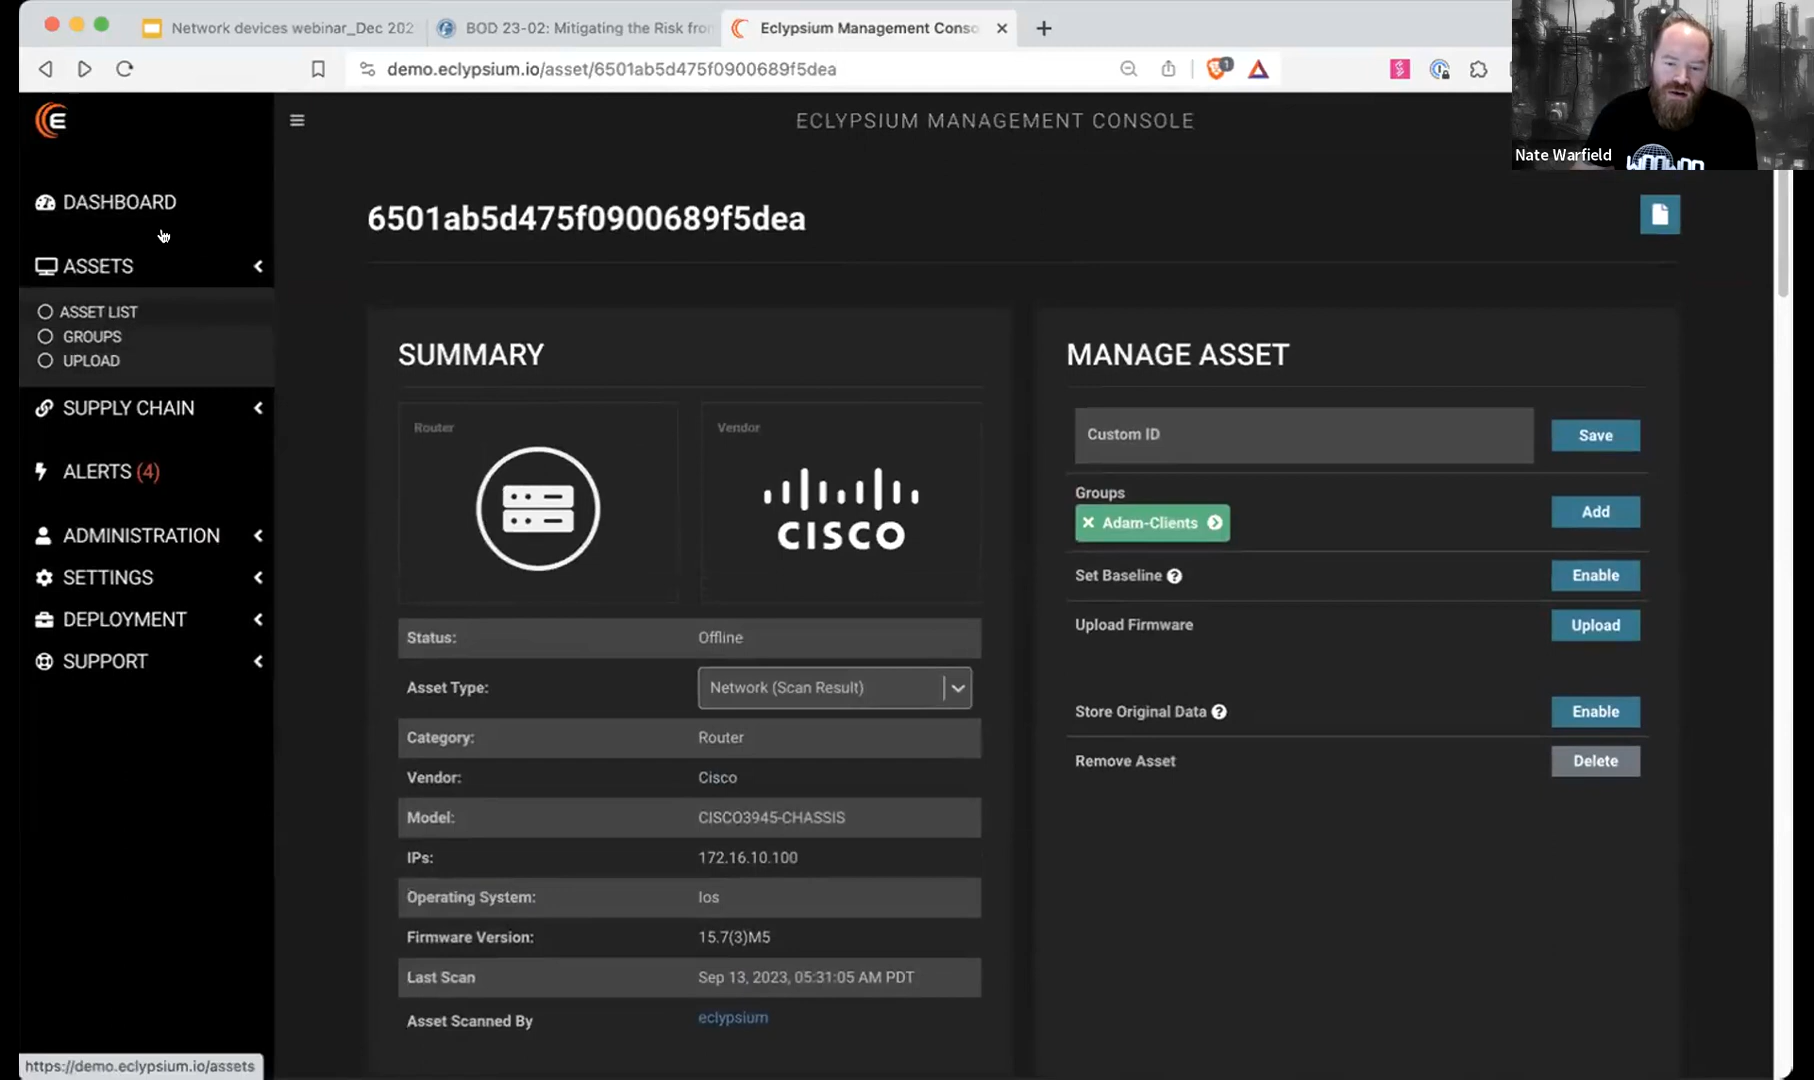 Network devices webinar_Dec 202
BOD 23-02: Mitigating the Risk fror
Eclypsium Management Conso
demo.eclypsium.io/asset/6501ab5d475f0900689f5dea
1
Nate Warfield
E
ECLYPSIUM MANAGEMENT CONSOLE
DASHBOARD
ASSETS
ASSET LIST
GROUPS
UPLOAD
SUPPLY CHAIN
ALERTS (4)
ADMINISTRATION
SETTINGS
DEPLOYMENT
SUPPORT
6501ab5d475f0900689f5dea
SUMMARY
Router
Vendor
CISCO
Status: Offline
Asset Type: Network (Scan Result)
Category: Router
Vendor: Cisco
Model: CISCO3945-CHASSIS
IPs: 172.16.10.100
Operating System: Ios
Firmware Version: 15.7(3)M5
Last Scan Sep 13, 2023, 05:31:05 AM PDT
Asset Scanned By eclypsium
MANAGE ASSET
Custom ID Save
Groups
Adam-Clients
Add
Set Baseline Enable
Upload Firmware Upload
Store Original Data Enable
Remove Asset Delete
https://demo.eclypsium.io/assets